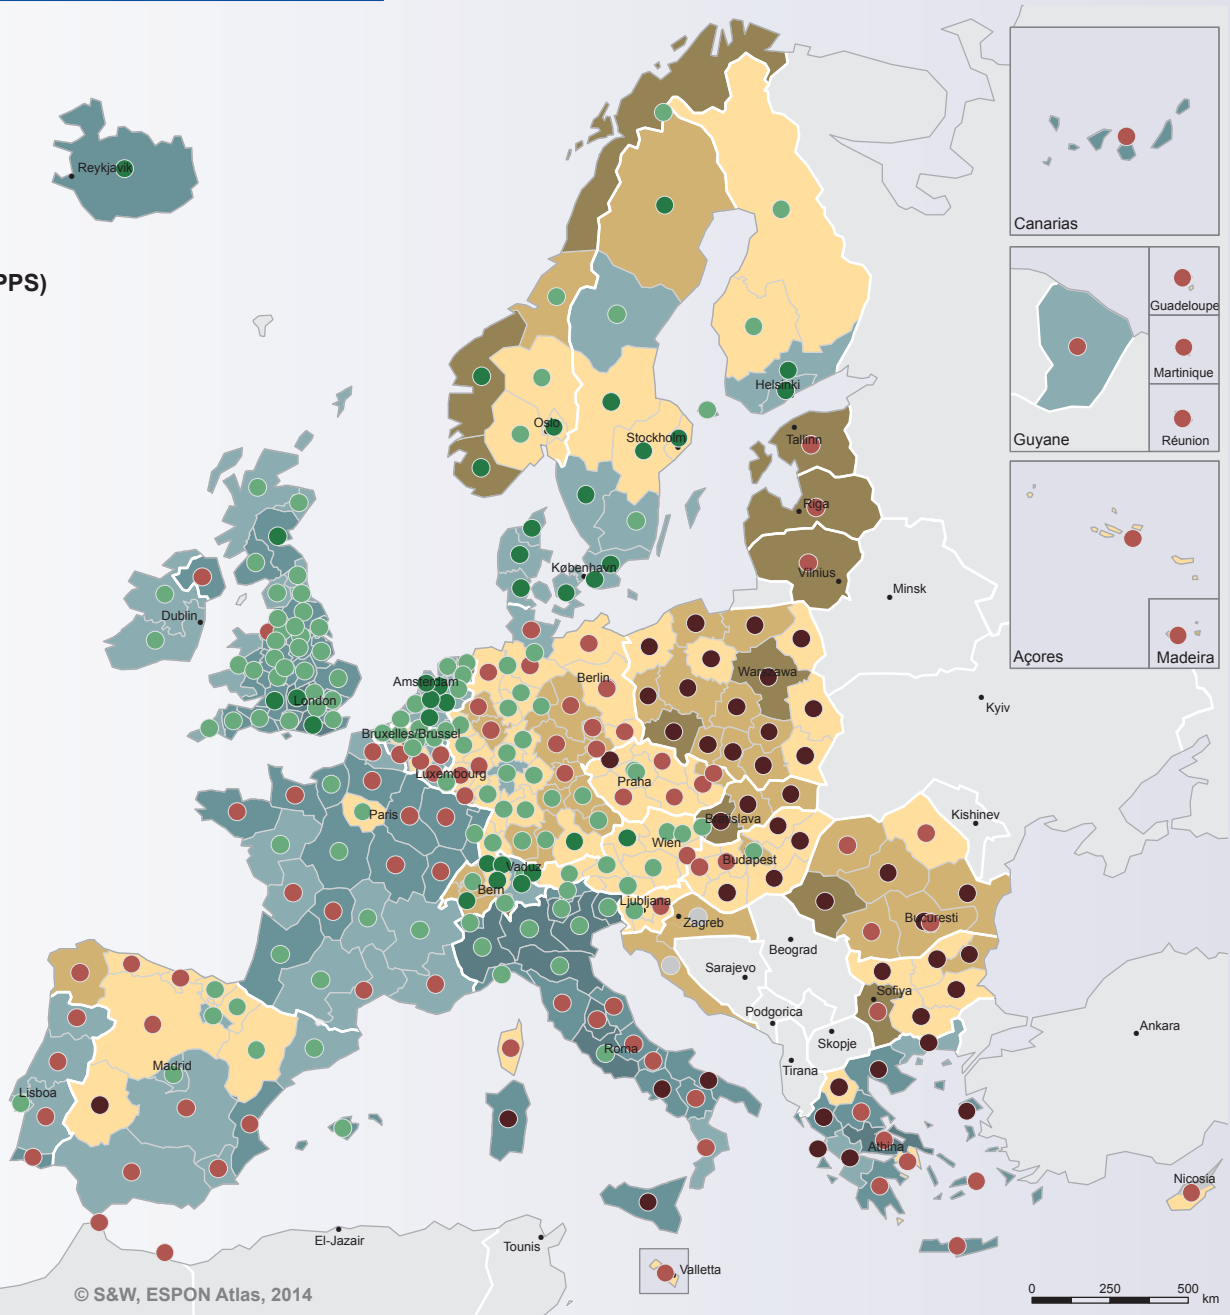 PPS)
Reykjavik
Canarias
Guadeloupe
Martinique
Guyane
Réunion
Helsinki
Oslo
Stockholm
Tallinn
Riga
Vilnius
København
Minsk
Dublin
Açores
Madeira
Amsterdam
Berlin
Warszawa
London
Kyiv
Bruxelles/Brussel
Luxembourg
Praha
Paris
Bratislava
Kishinev
Wien
Budapest
Vaduz
Bern
Ljubljana
Zagreb
Bucuresti
Beograd
Sarajevo
Sofiya
Podgorica
Skopje
Ankara
Roma
Tirana
Madrid
Lisboa
Athina
Nicosia
El-Jazair
Tounis
Valletta
© S&W, ESPON Atlas, 2014
0 250 500
km